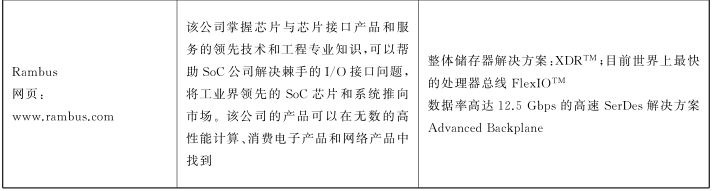 Rambus
网页：
www.rambus.com
该公司掌握芯片与芯片接口产品和服
务的领先技术和工程专业知识,可以帮
助 SoC 公司解决棘手的 I/O 接口问题,
将工业界领先的 SoC 芯片和系统推向
市场。该公司的产品可以在无数的高
性能计算、消费电子产品和网络产品中
找到
整体储存器解决方案:XDR™;目前世界上最快
的处理器总线 FlexIO™
数据率高达 12.5 Gbps 的高速 SerDes 解决方案
Advanced Backplane